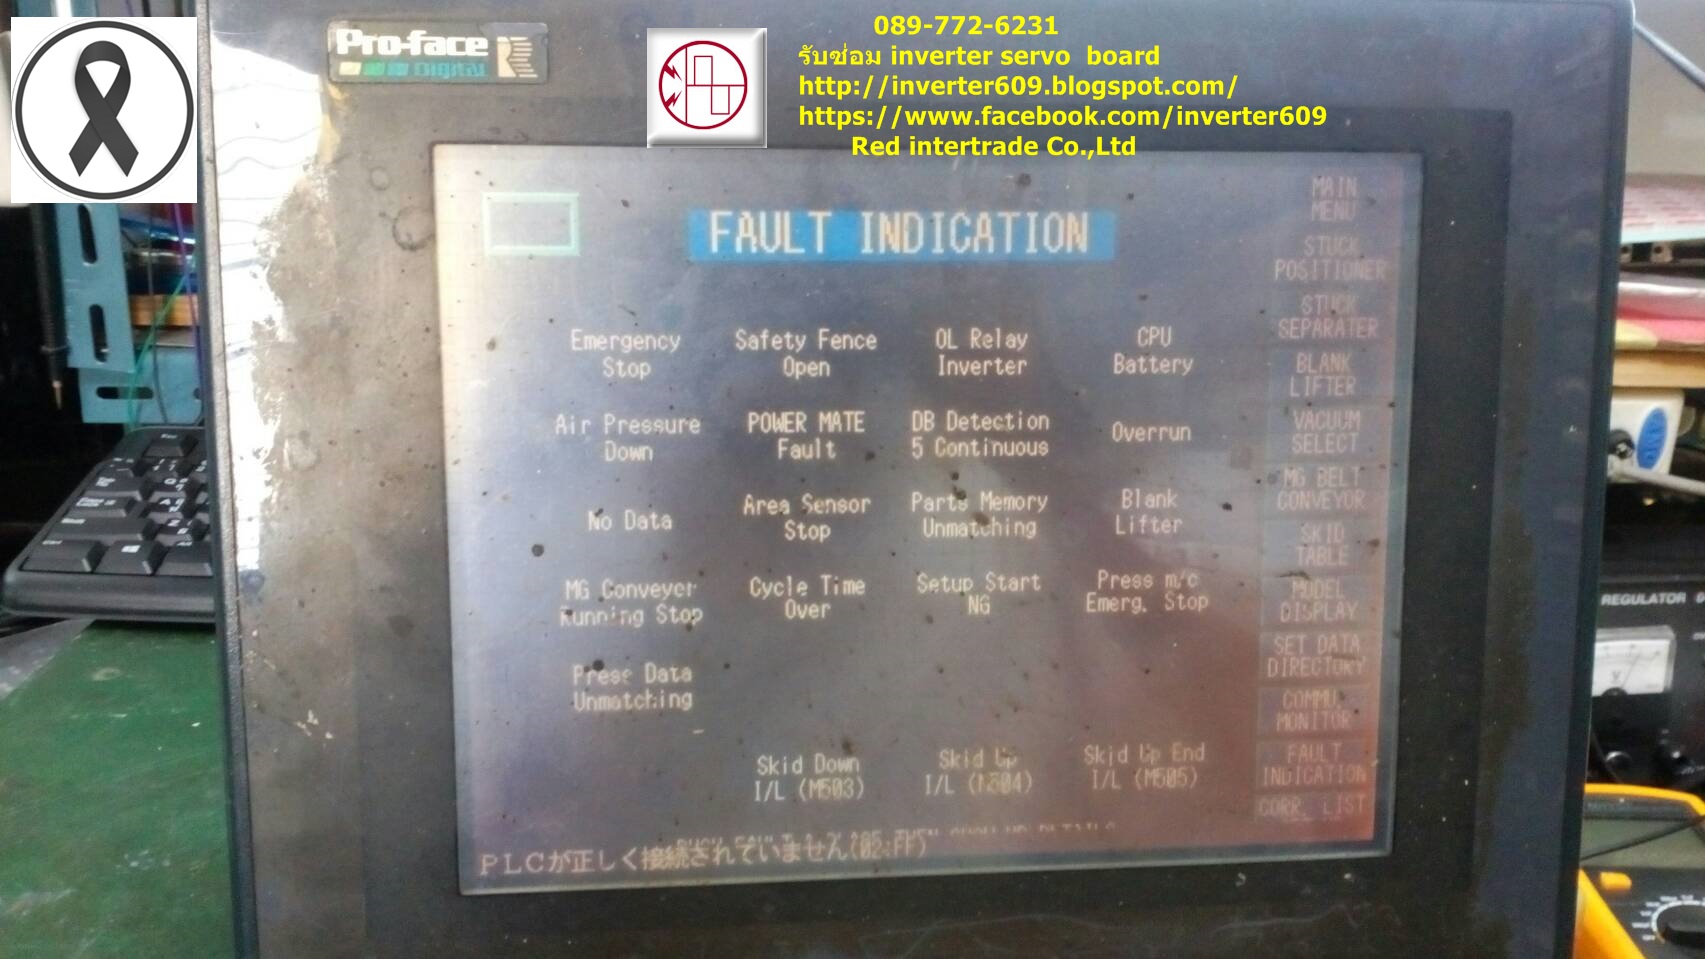 Pro-face
Digital
089-772-6231
รับซ่อม inverter servo board
http://inverter609.blogspot.com/
https://www.facebook.com/inverter609
Red intertrade Co.,Ltd
FAULT INDICATION
Emergency
Stop
Safety Fence
Open
OL Relay
Inverter
CPU
Battery
Air Pressure
Down
POWER MATE
Fault
DB Detection
5 Continuous
Overrun
No Data
Area Sensor
Stop
Parts Memory
Unmatching
Blank
Lifter
MG Conveyor
Running Stop
Cycle Time
Over
Setup Start
NG
Press m/c
Emerg. Stop
Press Data
Unmatching
Skid Down
I/L (M503)
Skid Up
I/L (M504)
Skid Up End
I/L (M505)
PLCが正しく接続されていません(02:FF)
MAIN
MENU
STUCK
POSITIONER
STUCK
SEPARATER
BLANK
LIFTER
VACUUM
SELECT
MG BELT
CONVEYOR
SKID
TABLE
MODEL
DISPLAY
SET DATA
DIRECTORY
COMMU.
MONITOR
FAULT
INDICATION
CORR. LIST
REGULATOR